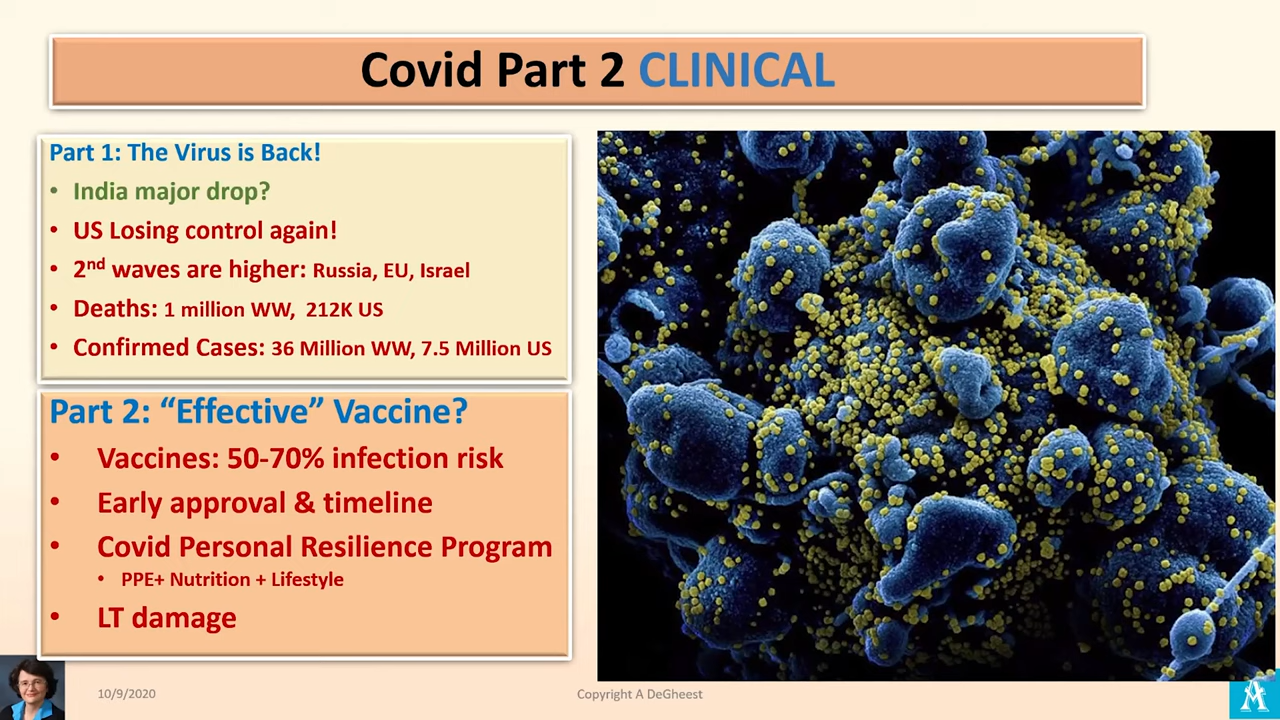 Covid Part 2 CLINICAL
Part 1: The Virus is Back!
• India major drop?
• US Losing control again!
• 2nd waves are higher: Russia, EU, Israel
• Deaths: 1 million WW, 212K US
• Confirmed Cases: 36 Million WW, 7.5 Million US
Part 2: “Effective” Vaccine?
• Vaccines: 50-70% infection risk
• Early approval & timeline
• Covid Personal Resilience Program
• PPE+ Nutrition + Lifestyle
• LT damage
10/9/2020
Copyright A DeGheest